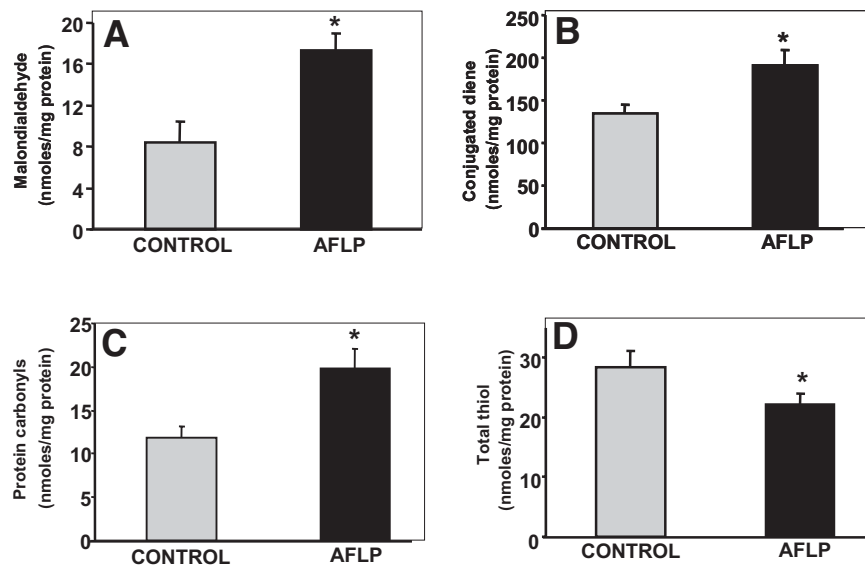 A
Malondialdehyde
(nmoles/mg protein)
20
16
12
8
4
0
*
CONTROL
AFLP
B
Conjugated diene
(nmoles/mg protein)
250
200
150
100
50
0
*
CONTROL
AFLP
C
Protein carbonyls
(nmoles/mg protein)
25
20
15
10
5
0
*
CONTROL
AFLP
D
Total thiol
(nmoles/mg protein)
30
20
10
0
*
CONTROL
AFLP